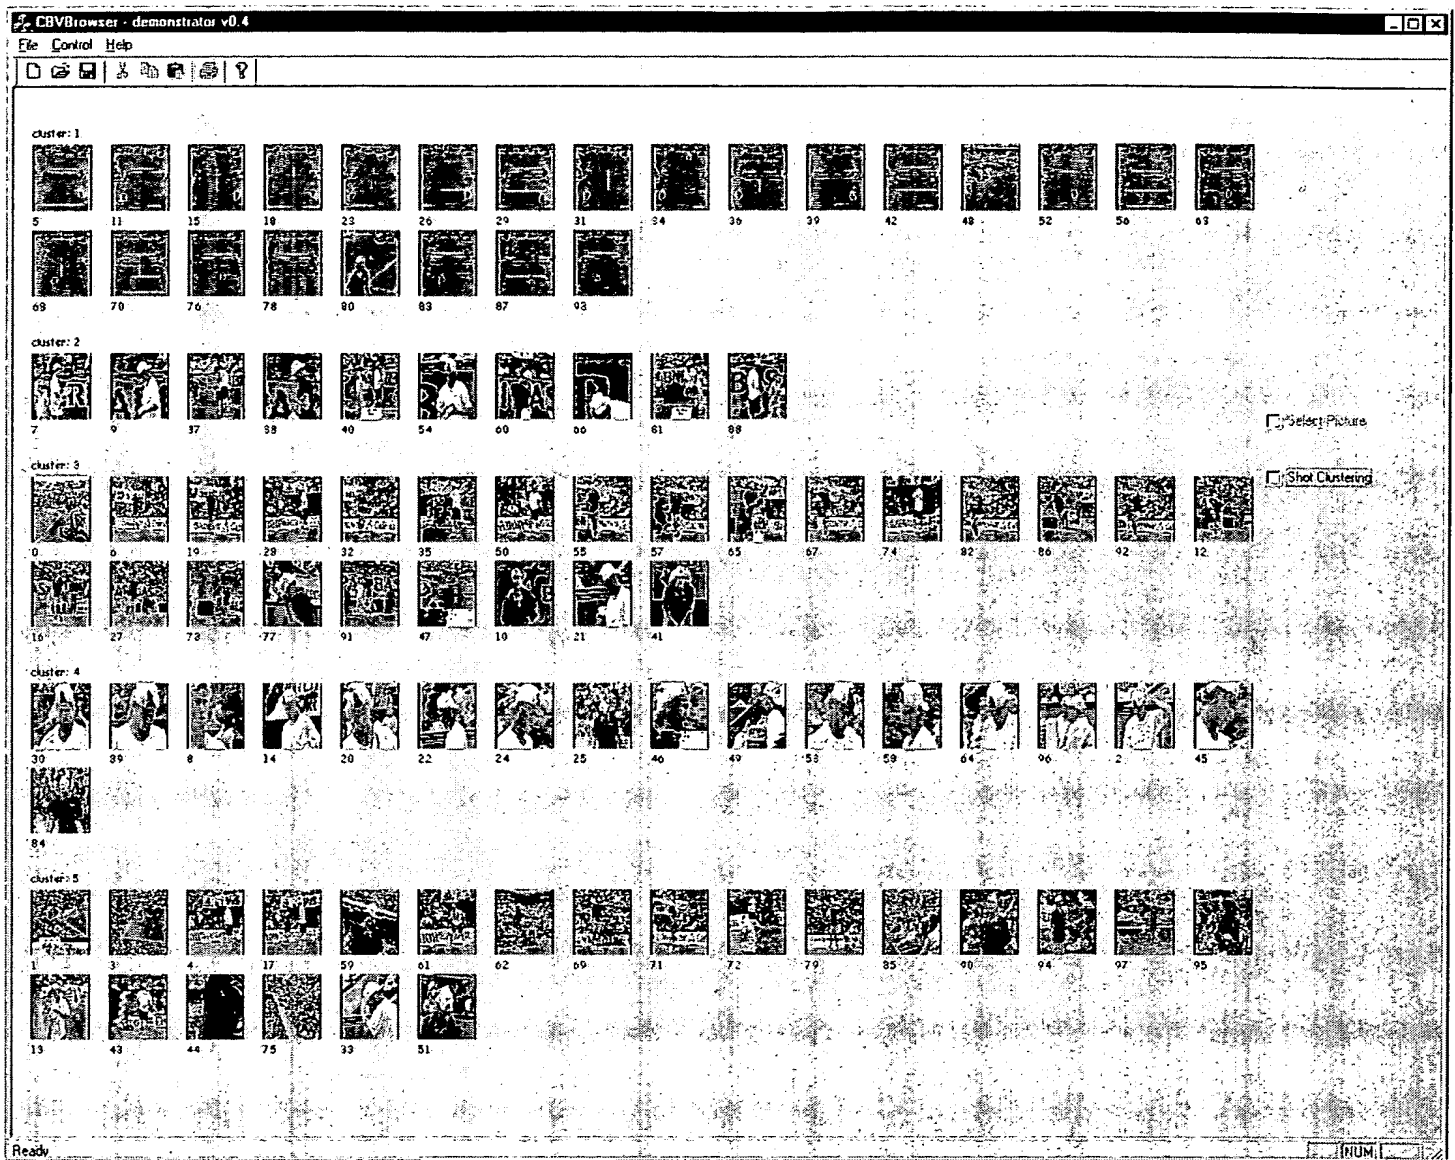 CBVBrowser - demonstrator v0.4
File Control Help
cluster: 1
5 11 15 18 23 26 29 31 34 36 39 42 48 52 56 63
68 70 76 78 80 83 87 93
cluster: 2
7 9 37 38 40 54 60 66 81 88
cluster: 3
0 6 19 28 32 35 50 55 57 65 67 74 82 86 92 12
16 27 73 77 91 47 10 21 41
cluster: 4
30 89 8 14 20 22 24 25 46 49 53 58 64 96 2 45
84
cluster: 5
1 3 4 17 59 61 62 69 71 72 79 85 90 94 97 95
13 43 44 75 33 51
Select Picture
Shot Clustering
Ready
NUM